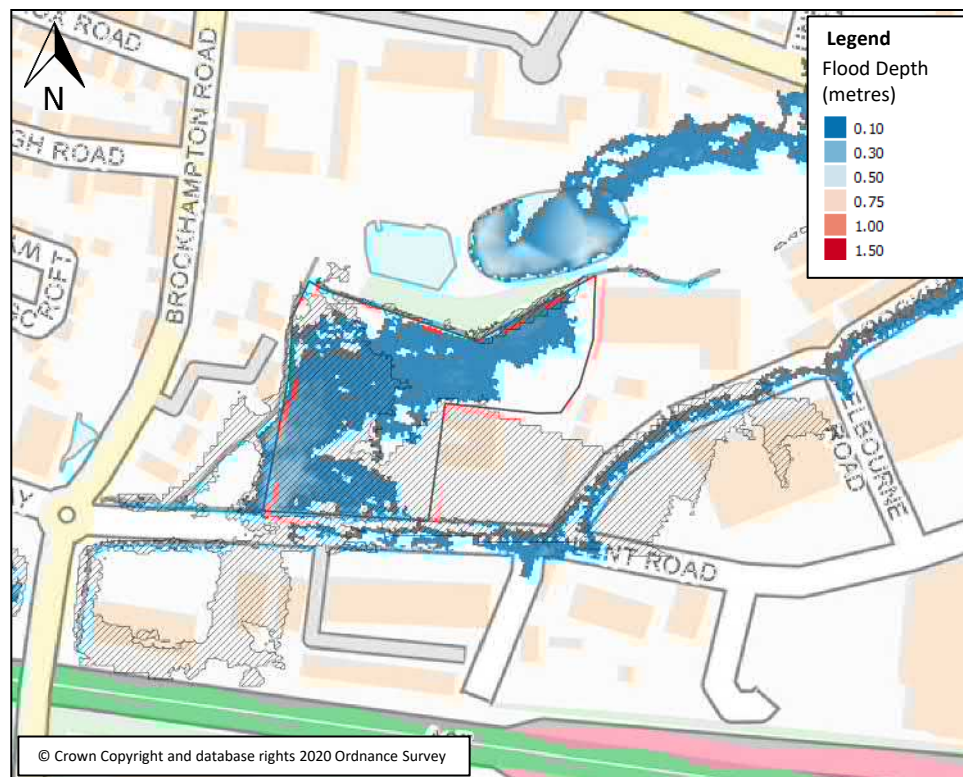 ROAD
BROCKHAMPTON ROAD
GH ROAD
N
Legend
Flood Depth
(metres)
0.10
0.30
0.50
0.75
1.00
1.50
CROFT
Y
ELBOURNE
ROAD
NT ROAD
© Crown Copyright and database rights 2020 Ordnance Survey